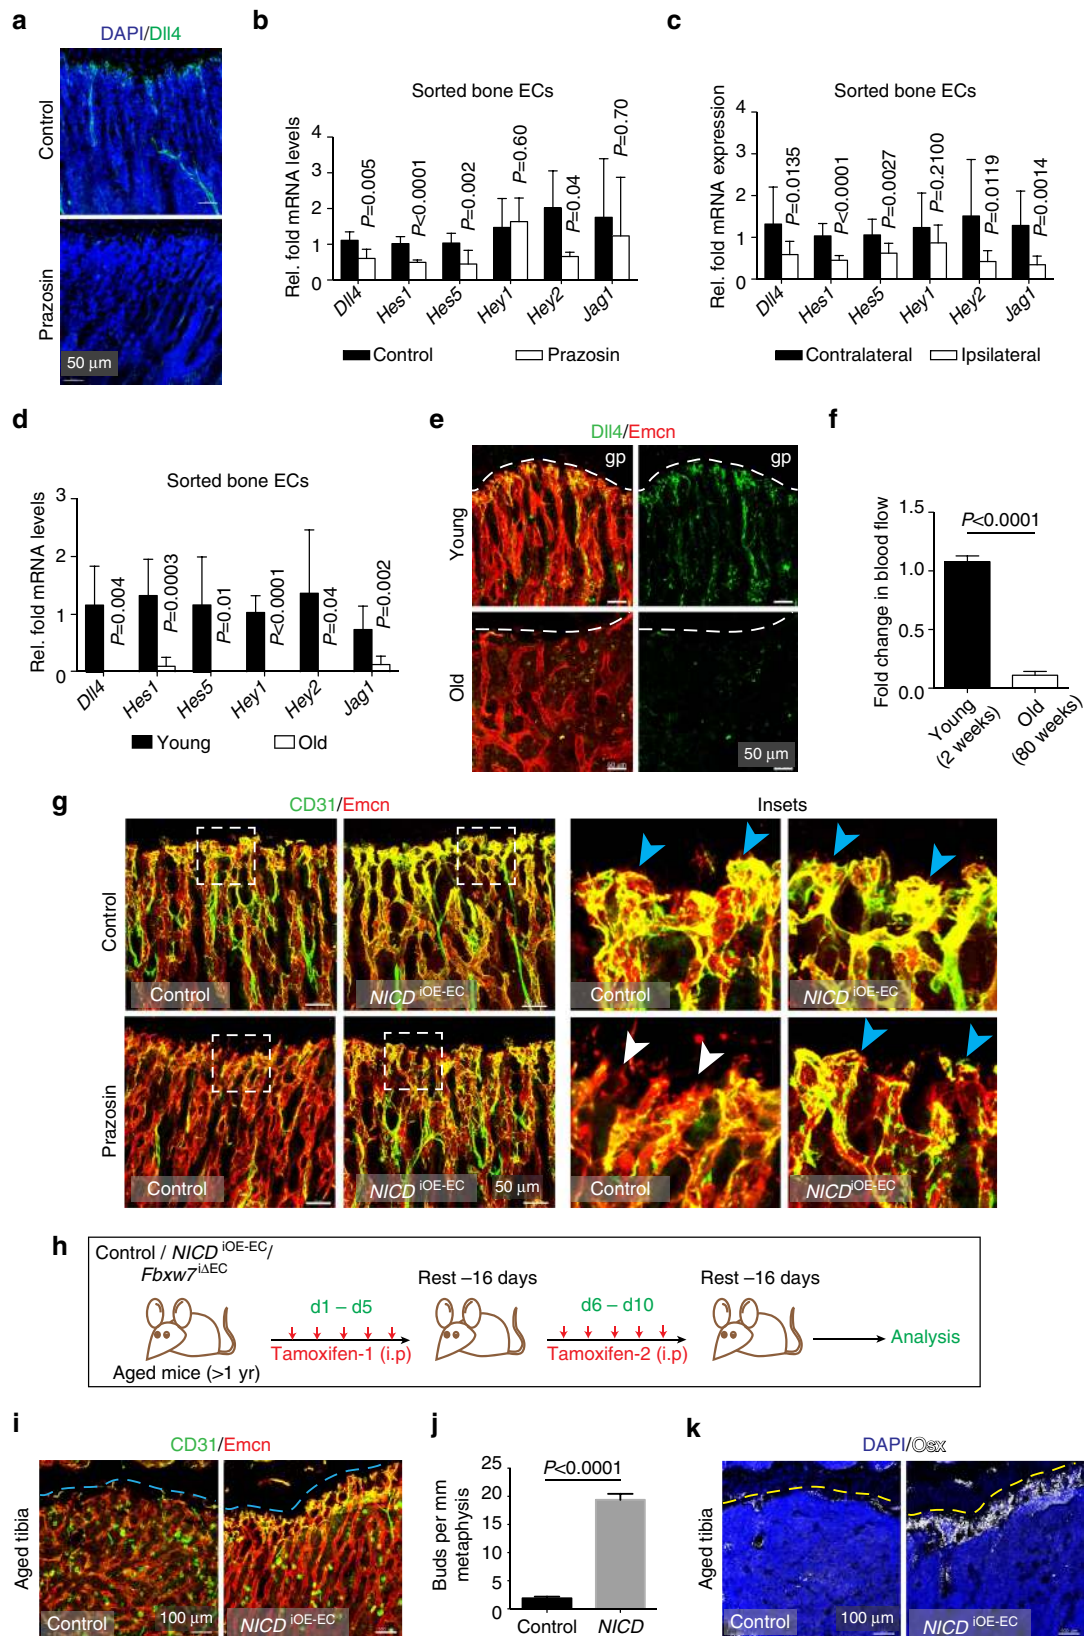 a
DAPI/Dll4
Control
Prazosin
50 µm
b
Sorted bone ECs
Rel. fold mRNA levels
4
3
2
1
0
P=0.005
P<0.0001
P=0.002
P=0.60
P=0.04
P=0.70
Dll4
Hes1
Hes5
Hey1
Hey2
Jag1
Control
Prazosin
c
Sorted bone ECs
Rel. fold mRNA expression
4
3
2
1
0
P=0.0135
P<0.0001
P=0.0027
P=0.2100
P=0.0119
P=0.0014
Dll4
Hes1
Hes5
Hey1
Hey2
Jag1
Contralateral
Ipsilateral
d
Sorted bone ECs
Rel. fold mRNA levels
3
2
1
0
P=0.004
P=0.0003
P=0.01
P<0.0001
P=0.04
P=0.002
Dll4
Hes1
Hes5
Hey1
Hey2
Jag1
Young
Old
e
Dll4/Emcn
gp
gp
Young
Old
50 µm
f
Fold change in blood flow
1.5
1.0
0.5
0.0
P<0.0001
Young
(2 weeks)
Old
(80 weeks)
g
CD31/Emcn
Insets
Control
Control
NICD iOE-EC
Control
NICD iOE-EC
Prazosin
Control
NICD iOE-EC
50 µm
Control
NICD iOE-EC
h
Control / NICD iOE-EC/
Fbxw7 i∆EC
Aged mice (>1 yr)
d1 – d5
Tamoxifen-1 (i.p)
Rest –16 days
d6 – d10
Tamoxifen-2 (i.p)
Rest –16 days
Analysis
i
CD31/Emcn
Aged tibia
Control
100 µm
NICD iOE-EC
j
Buds per mm
metaphysis
25
20
15
10
5
0
P<0.0001
Control
NICD
k
DAPI/Osx
Aged tibia
Control
100 µm
NICD iOE-EC